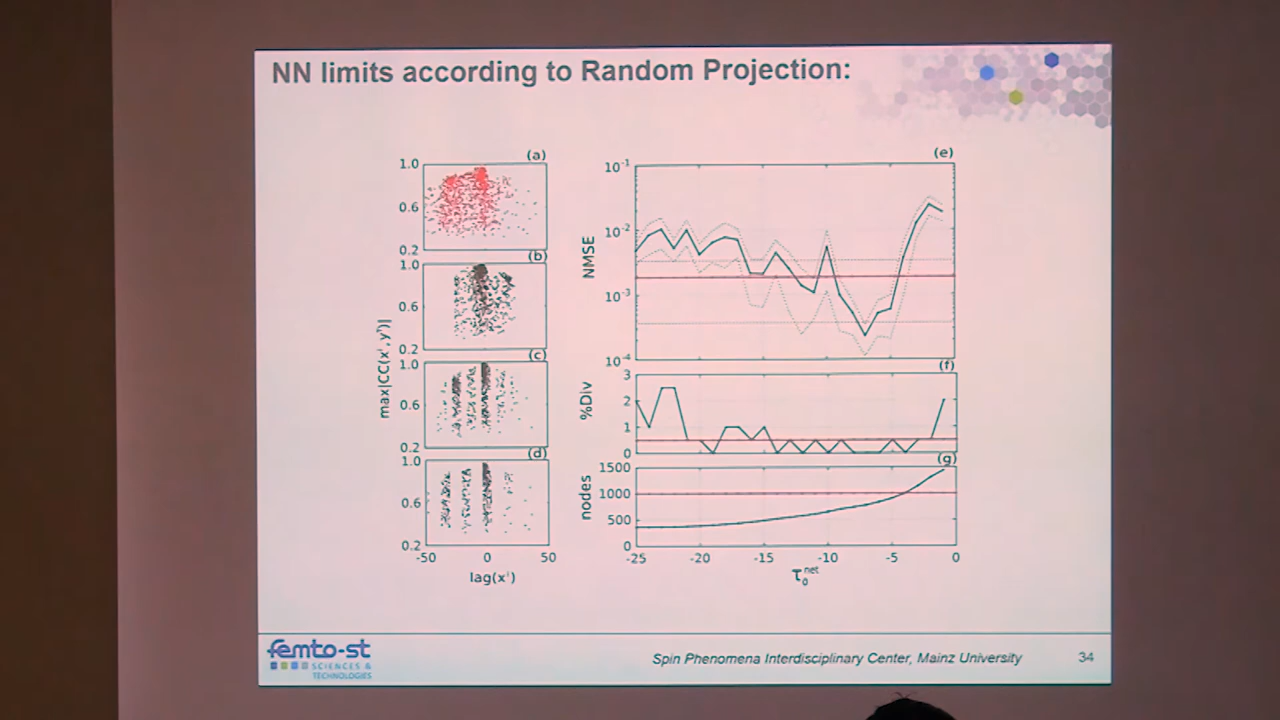 NN limits according to Random Projection:
(a)
1.0
0.6
0.2
(b)
1.0
0.6
0.2
(c)
1.0
0.6
0.2
(d)
1.0
0.6
0.2
-50 0 50
lag(xⁱ)
max|CC(xⁱ,yᵀ)|
(e)
10⁻¹
10⁻²
10⁻³
10⁻⁴
NMSE
(f)
3
2
1
0
%Div
(g)
1500
1000
500
0
nodes
-25 -20 -15 -10 -5 0
τ₀ⁿᵉᵗ
femto-st
SCIENCES &
TECHNOLOGIES
Spin Phenomena Interdisciplinary Center, Mainz University
34